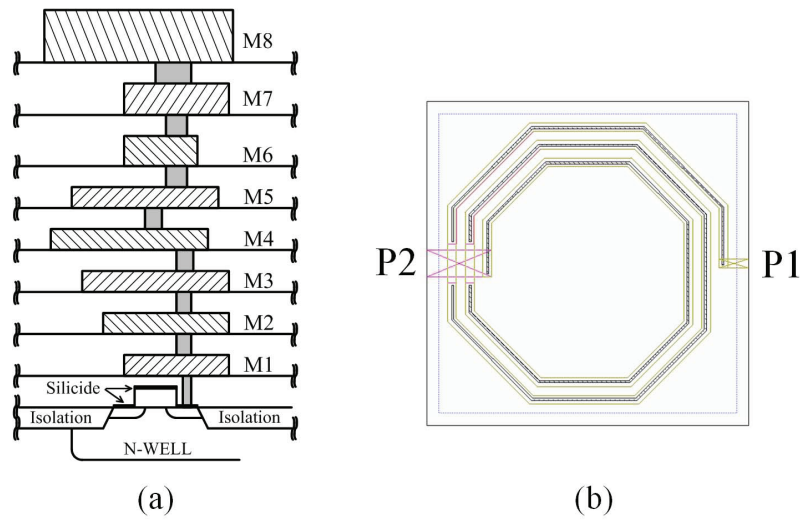 M8
M7
M6
M5
M4
M3
M2
M1
Silicide
Isolation
Isolation
N-WELL
(a)
P2
P1
(b)